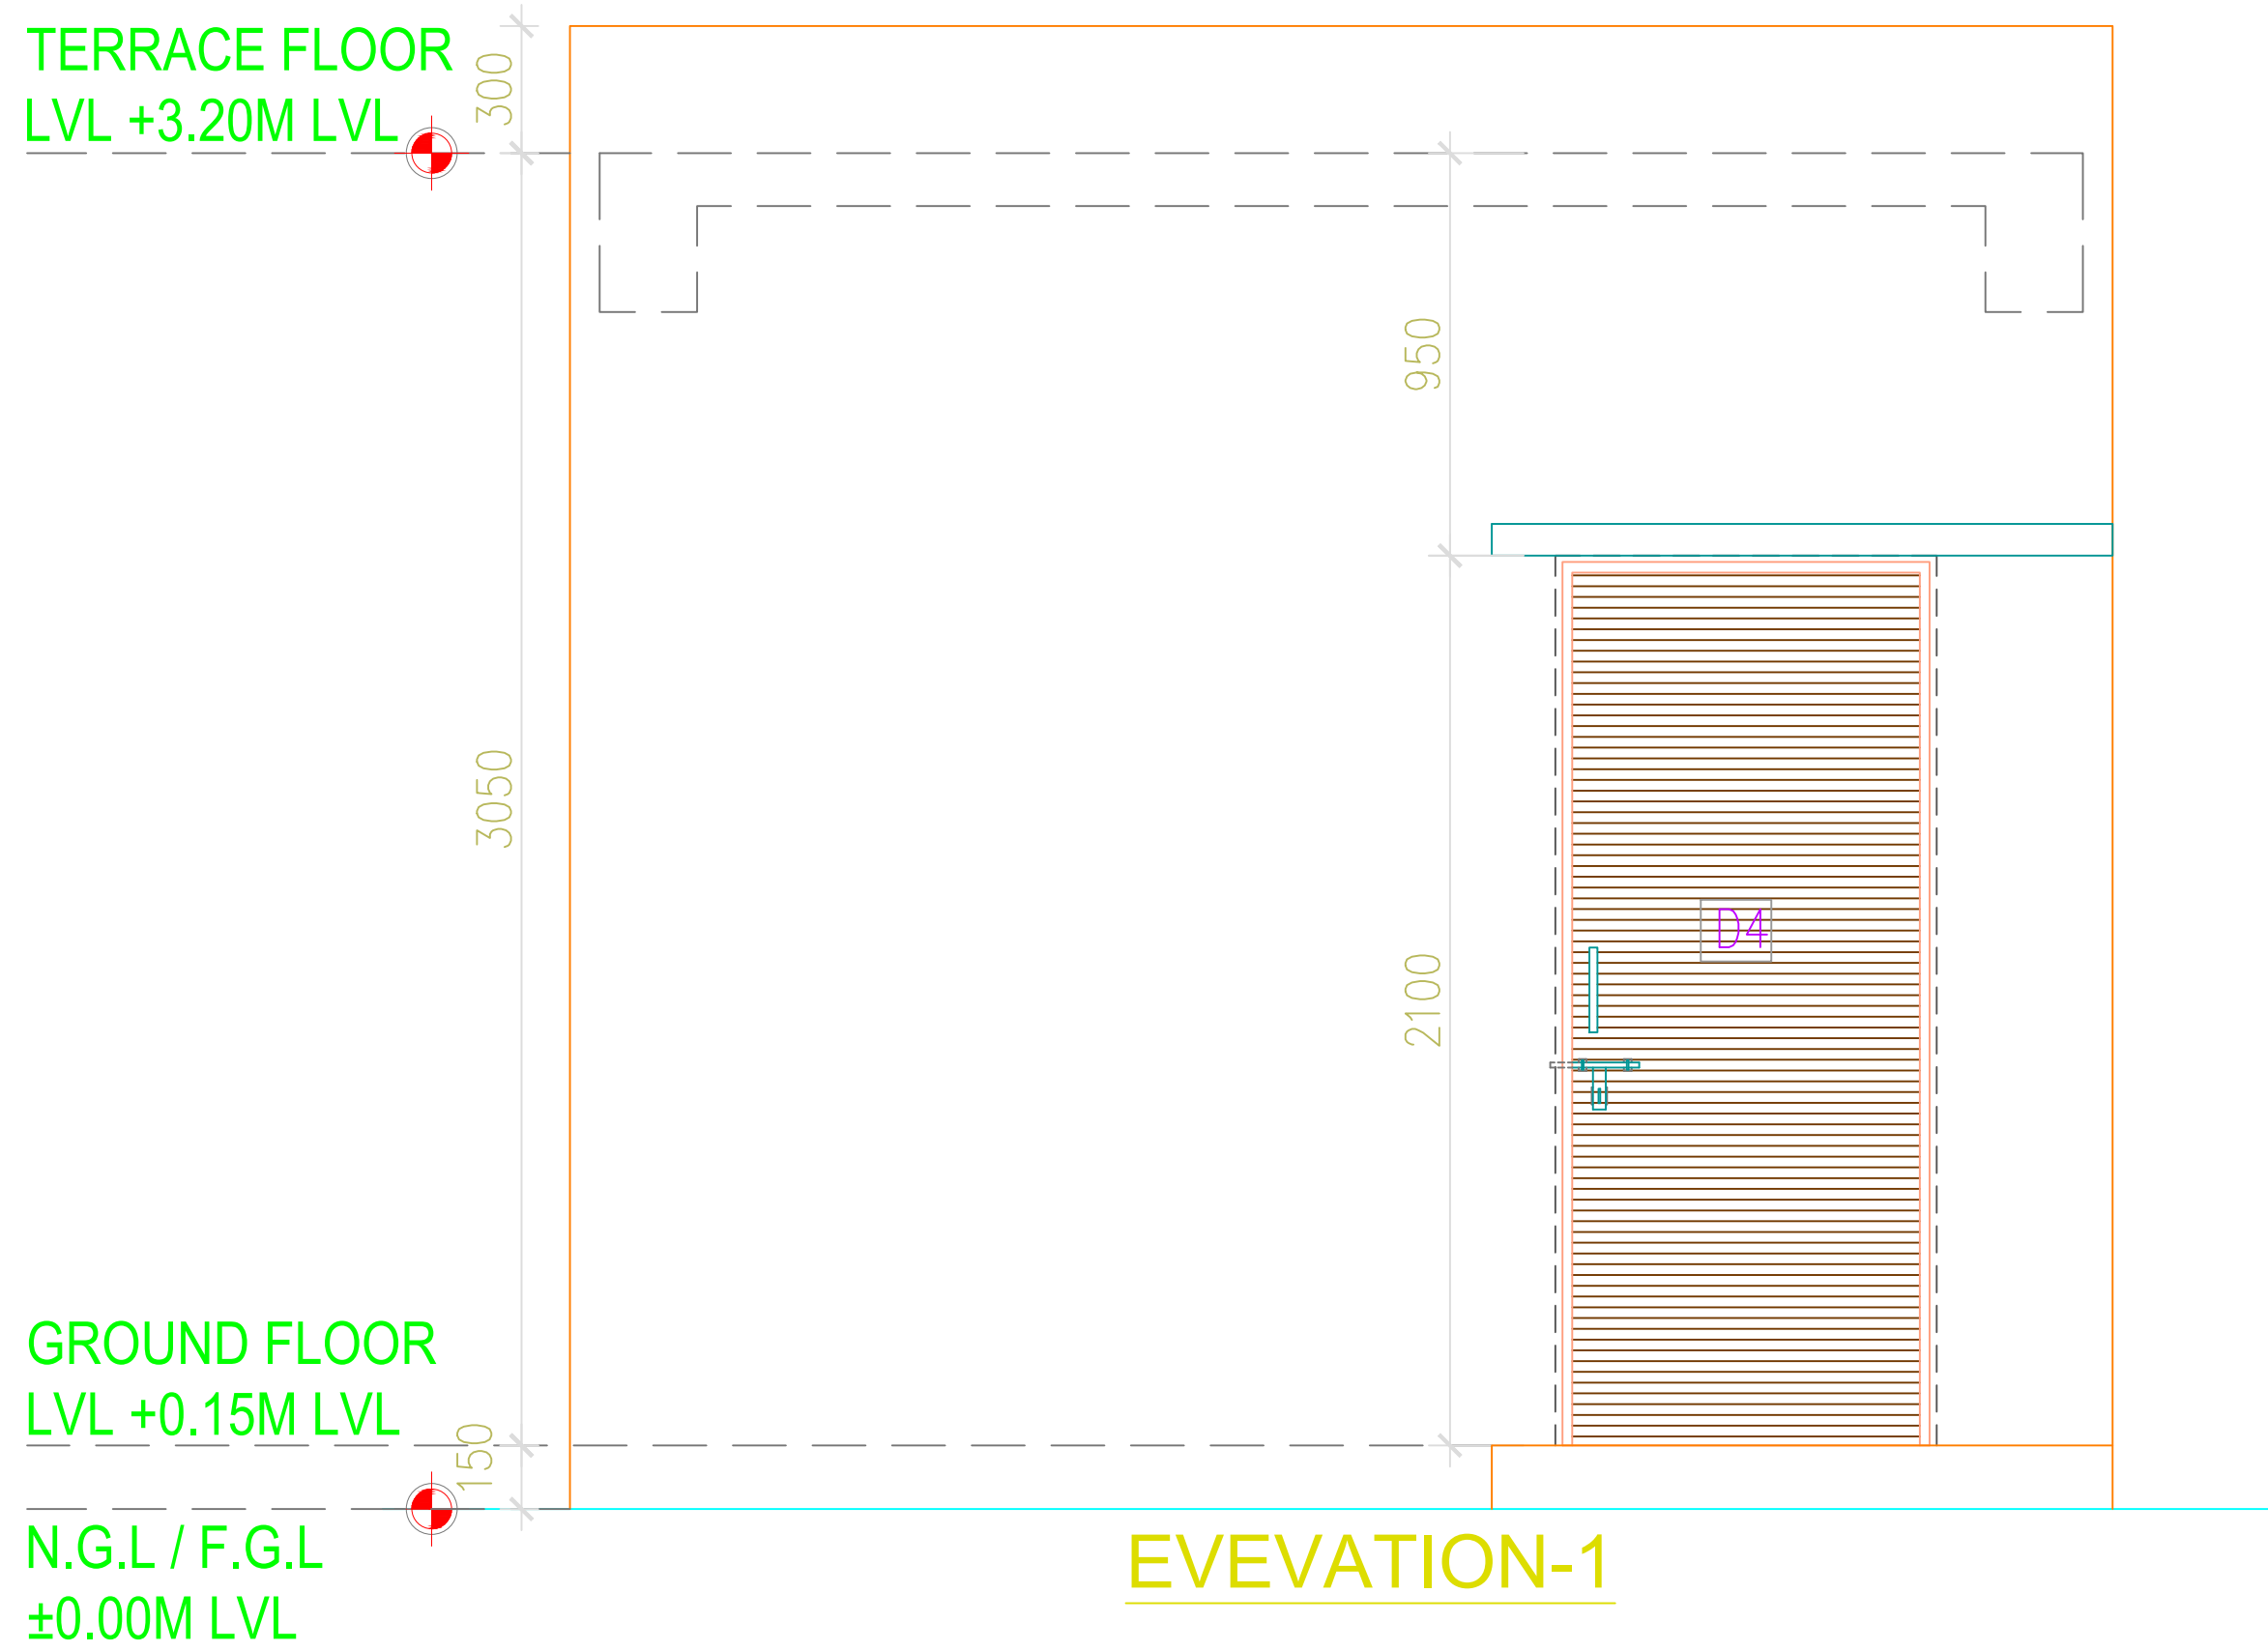 TERRACE FLOOR
LVL +3.20M LVL
300
950
3050
D4
2100
GROUND FLOOR
LVL +0.15M LVL
150
N.G.L / F.G.L
±0.00M LVL
EVEVATION-1